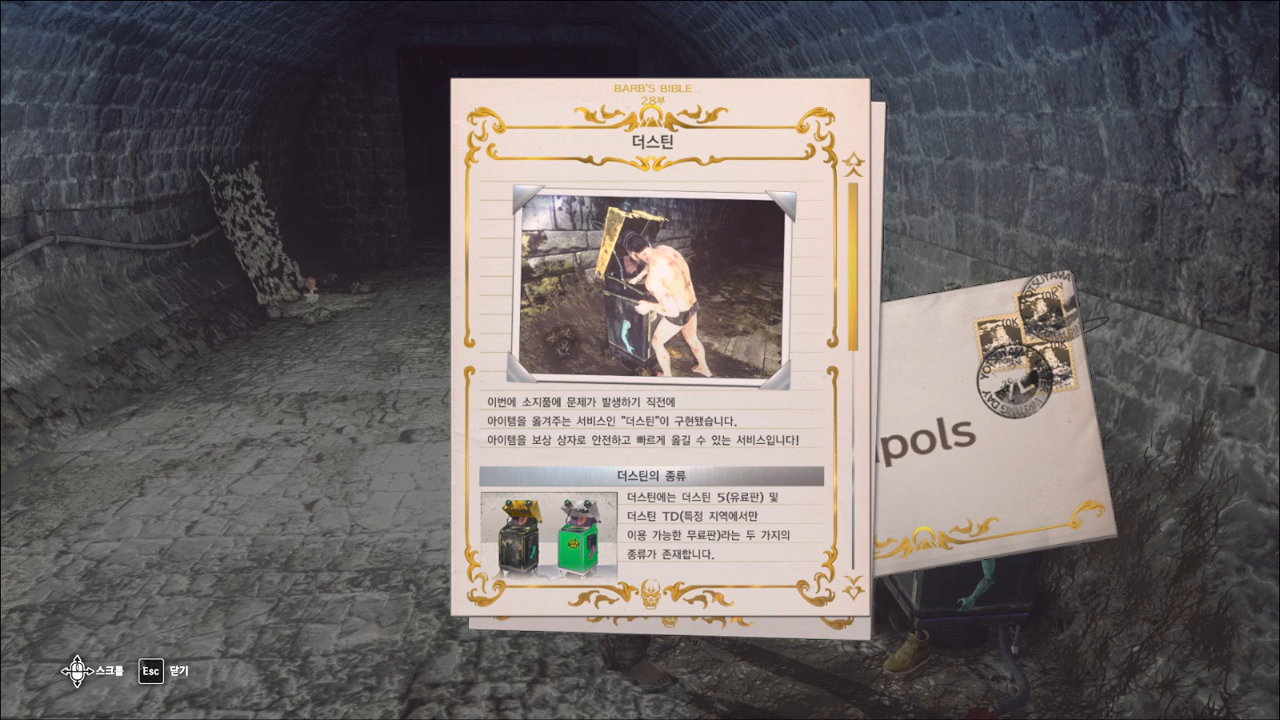 BARB'S BIBLE
28부
더스틴
이번에 소지품에 문제가 발생하기 직전에
아이템을 옮겨주는 서비스인 "더스틴"이 구현됐습니다.
아이템을 보상 상자로 안전하고 빠르게 옮길 수 있는 서비스입니다!
더스틴의 종류
더스틴에는 더스틴 5(유료판) 및
더스틴 TD(특정 지역에서만
이용 가능한 무료판)라는 두 가지의
종류가 존재합니다.
pols
스크롤
Esc 닫기